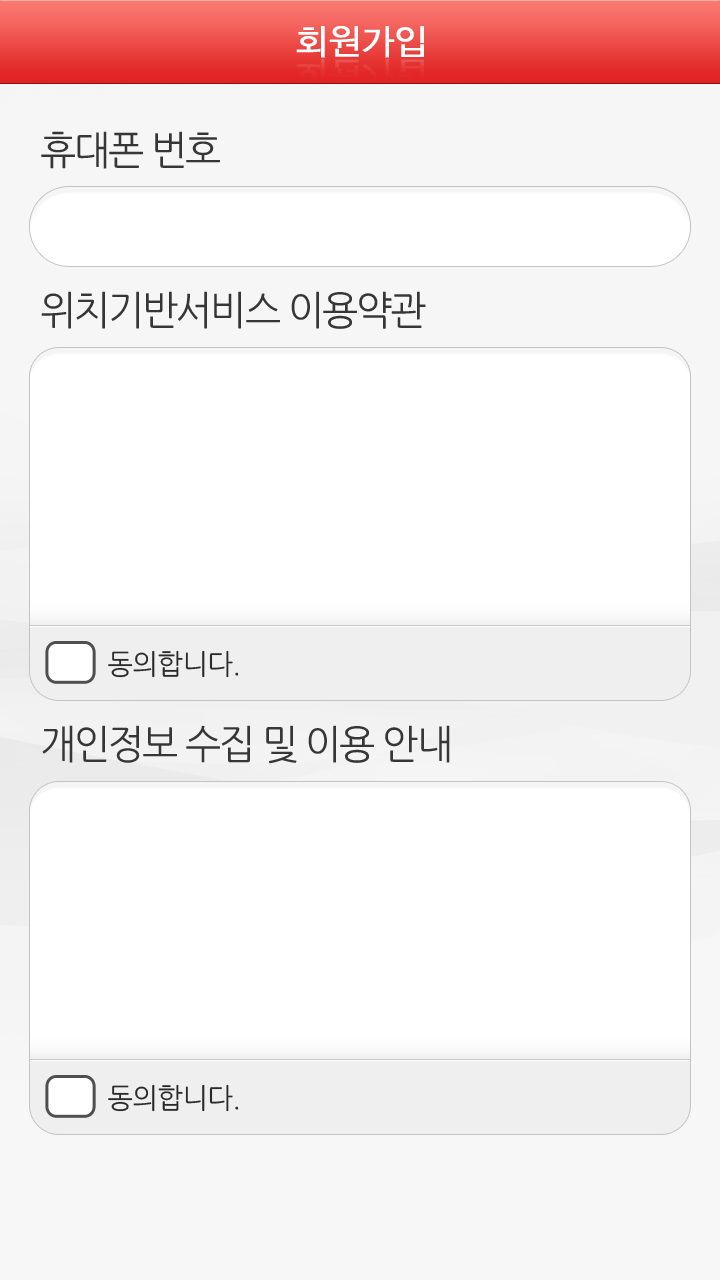 회원가입
휴대폰 번호
위치기반서비스 이용약관
동의합니다.
개인정보 수집 및 이용 안내
동의합니다.